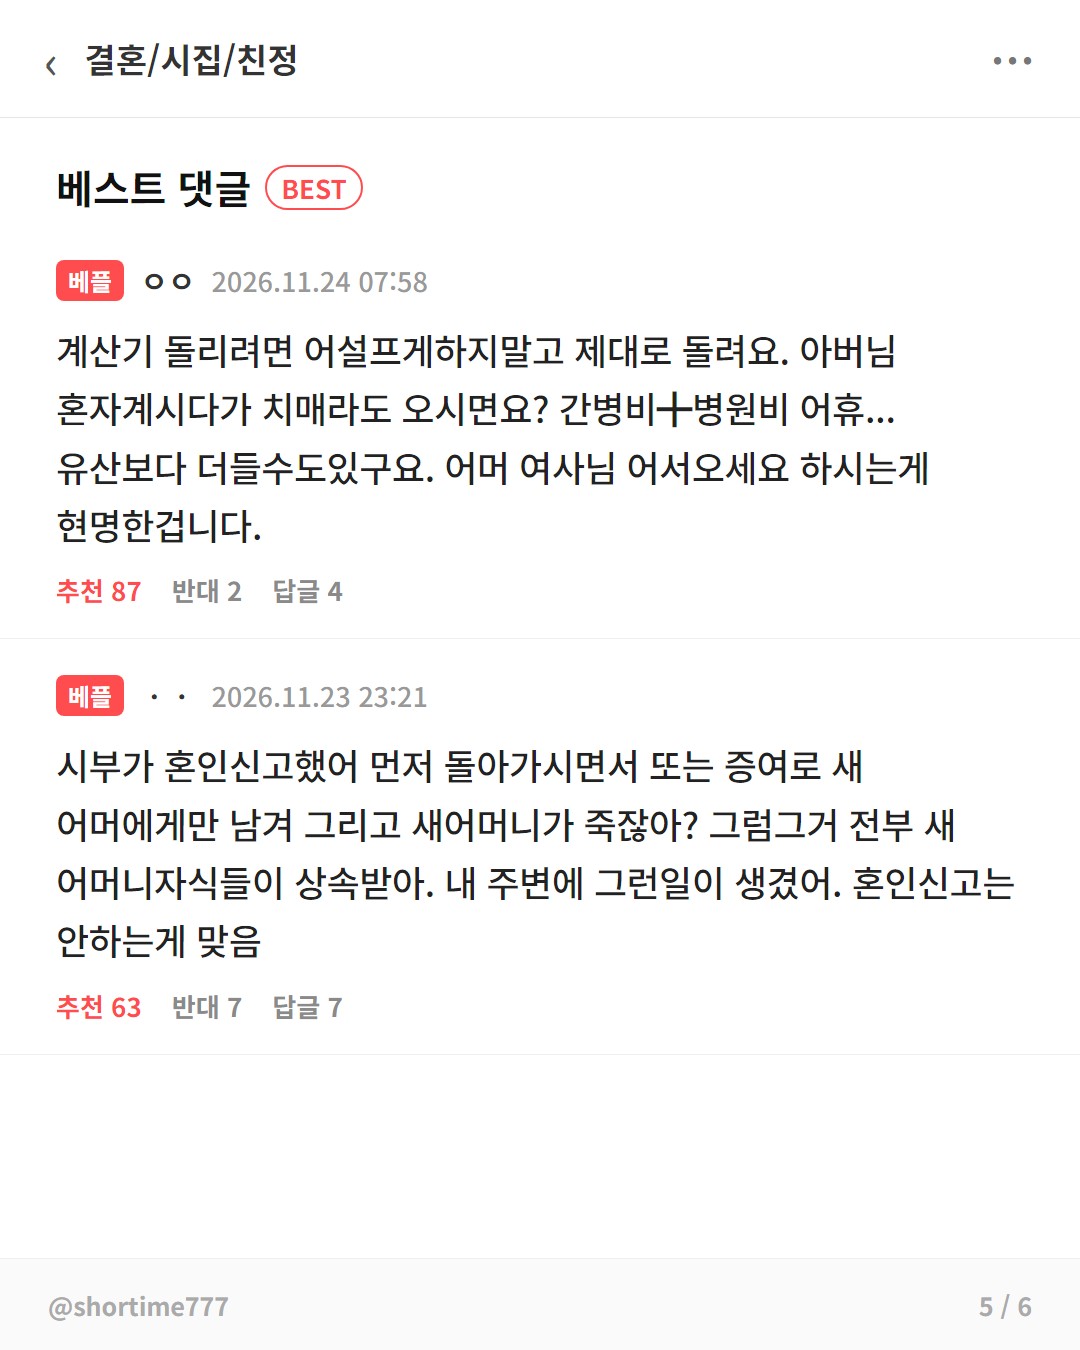 ‹ 결혼/시집/친정 •••
베스트 댓글 BEST
베플 ㅇㅇ 2026.11.24 07:58
계산기 돌리려면 어설프게하지말고 제대로 돌려요. 아버님
혼자계시다가 치매라도 오시면요? 간병비╋병원비 어휴...
유산보다 더들수도있구요. 어머 여사님 어서오세요 하시는게
현명한겁니다.
추천 87 반대 2 답글 4
베플 ㆍㆍ 2026.11.23 23:21
시부가 혼인신고했어 먼저 돌아가시면서 또는 증여로 새
어머에게만 남겨 그리고 새어머니가 죽잖아? 그럼그거 전부 새
어머니자식들이 상속받아. 내 주변에 그런일이 생겼어. 혼인신고는
안하는게 맞음
추천 63 반대 7 답글 7
@shortime777 5 / 6